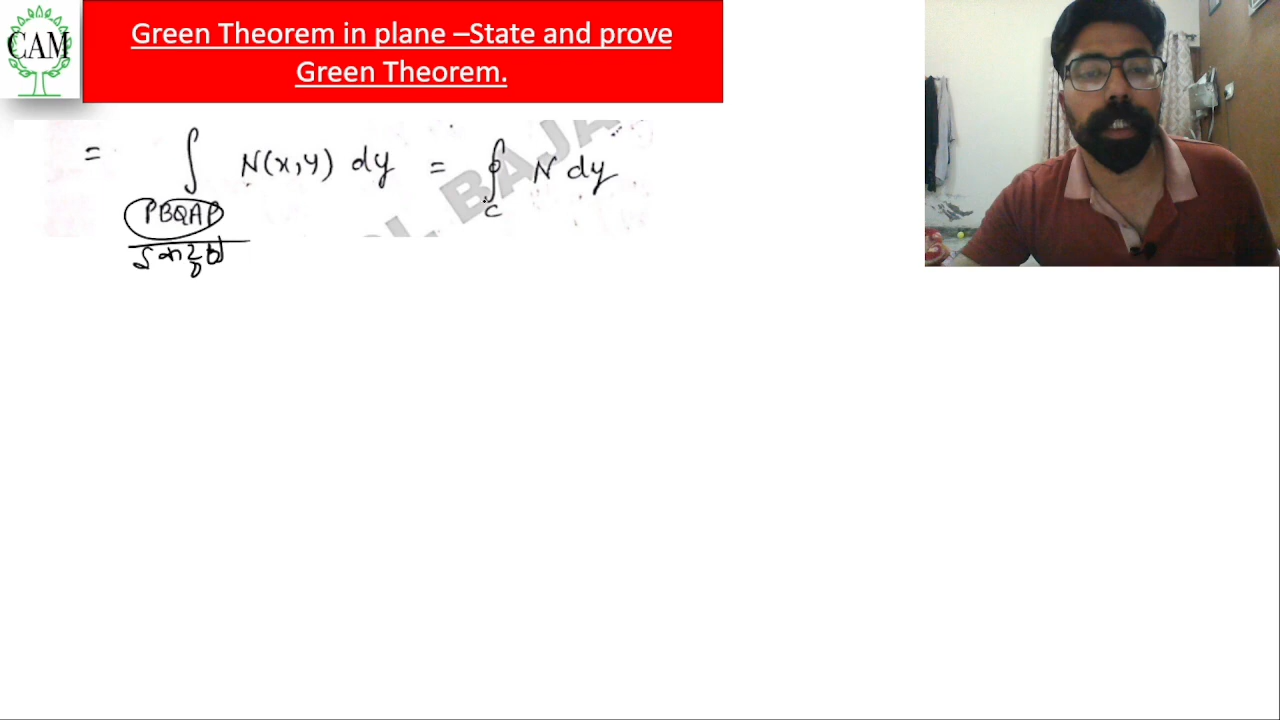 CAM
Green Theorem in plane –State and prove
Green Theorem.
= ∫ N(x,y) dy = ∮ N dy
PBQAP C